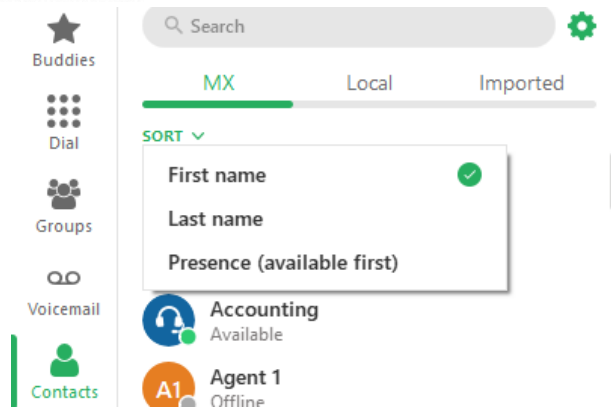 Search
Buddies
MX Local Imported
SORT
Dial
First name
Last name
Groups
Presence (available first)
Voicemail
Accounting
Available
Agent 1
A1
Contacts
Offline